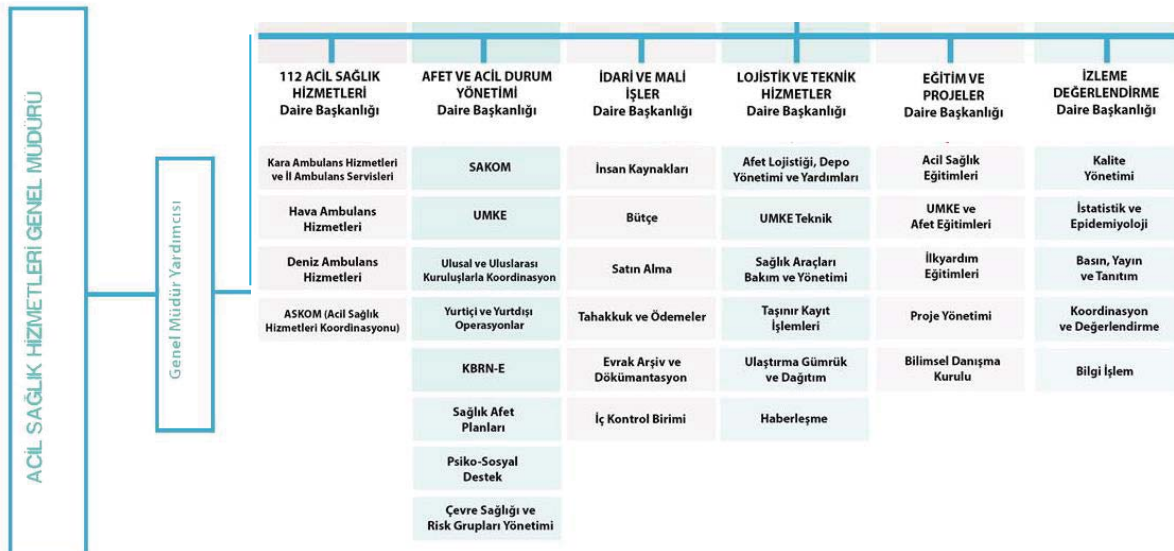 ACİL SAĞLIK HİZMETLERİ GENEL MÜDÜRÜ
Genel Müdür Yardımcısı
112 ACİL SAĞLIK
HİZMETLERİ
Daire Başkanlığı
Kara Ambulans Hizmetleri
ve İl Ambulans Servisleri
Hava Ambulans
Hizmetleri
Deniz Ambulans
Hizmetleri
ASKOM (Acil Sağlık
Hizmetleri Koordinasyonu)
AFET VE ACİL DURUM
YÖNETİMİ
Daire Başkanlığı
SAKOM
UMKE
Ulusal ve Uluslarası
Kuruluşlarla Koordinasyon
Yurtiçi ve Yurtdışı
Operasyonlar
KBRN-E
Sağlık Afet
Planları
Psiko-Sosyal
Destek
Çevre Sağlığı ve
Risk Grupları Yönetimi
İDARİ VE MALİ
İŞLER
Daire Başkanlığı
İnsan Kaynakları
Bütçe
Satın Alma
Tahakkuk ve Ödemeler
Evrak Arşiv ve
Dökümantasyon
İç Kontrol Birimi
LOJİSTİK VE TEKNİK
HİZMETLER
Daire Başkanlığı
Afet Lojistiği, Depo
Yönetimi ve Yardımları
UMKE Teknik
Sağlık Araçları
Bakım ve Yönetimi
Taşınır Kayıt
İşlemleri
Ulaştırma Gümrük
ve Dağıtım
Haberleşme
EĞİTİM VE
PROJELER
Daire Başkanlığı
Acil Sağlık
Eğitimleri
UMKE ve
Afet Eğitimleri
İlkyardım
Eğitimleri
Proje Yönetimi
Bilimsel Danışma
Kurulu
İZLEME
DEĞERLENDİRME
Daire Başkanlığı
Kalite
Yönetimi
İstatistik ve
Epidemiyoloji
Basın, Yayın
ve Tanıtım
Koordinasyon
ve Değerlendirme
Bilgi İşlem